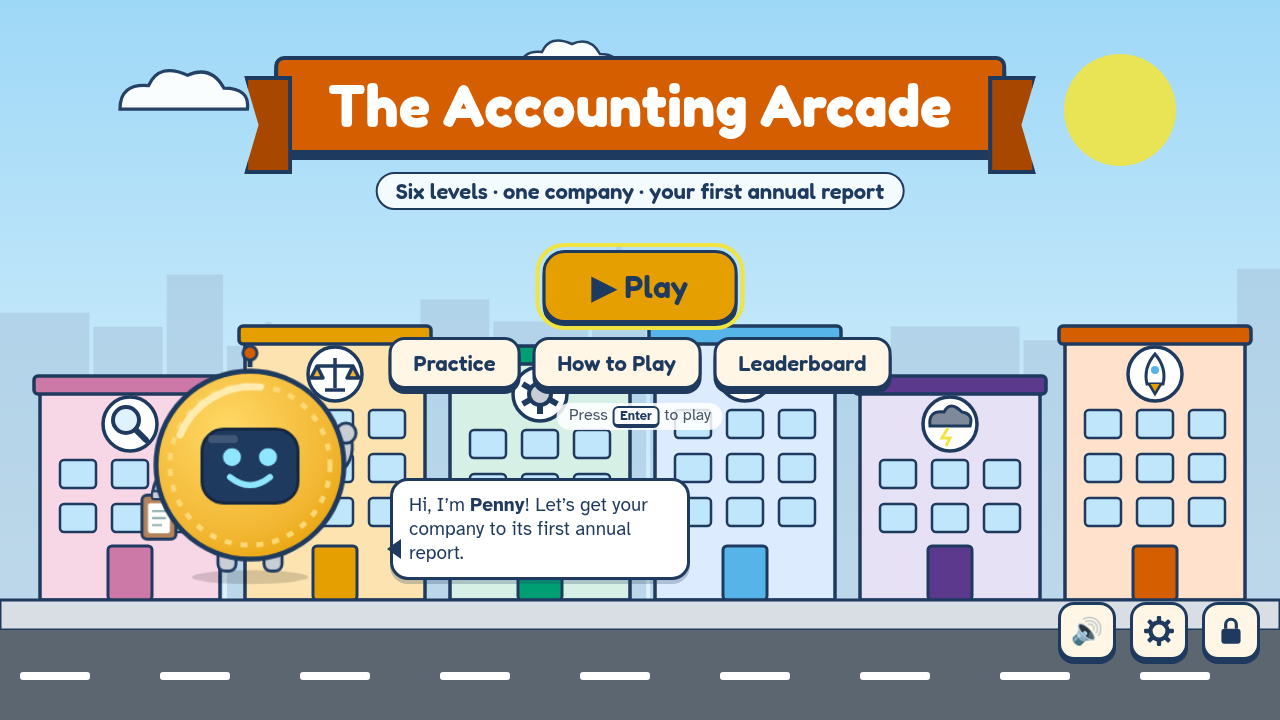 The Accounting Arcade
Six levels · one company · your first annual report
▶ Play
Practice
How to Play
Leaderboard
Press Enter to play
Hi, I'm Penny! Let's get your
company to its first annual
report.